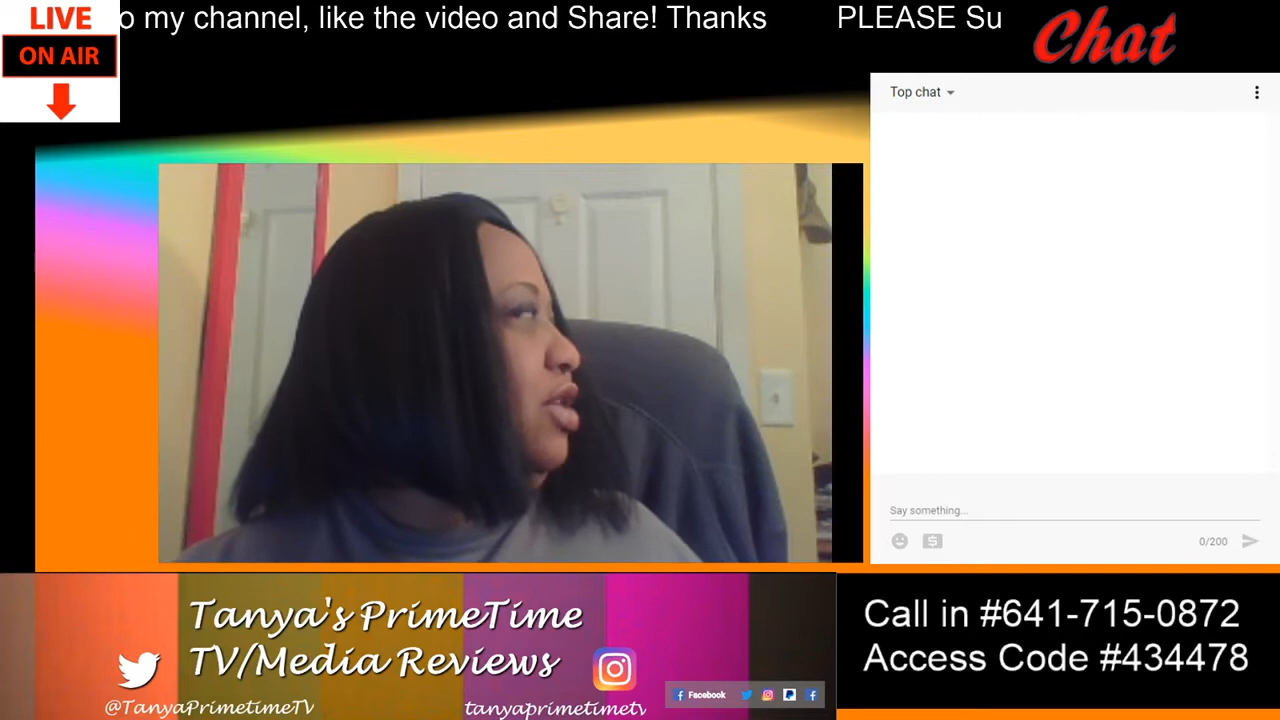 LIVE
ON AIR
o my channel, like the video and Share! Thanks PLEASE Su
Chat
Top chat
Say something...
0/200
Tanya's PrimeTime
TV/Media Reviews
@TanyaPrimetimeTV
tanyaprimetimetv
Facebook
Call in #641-715-0872
Access Code #434478